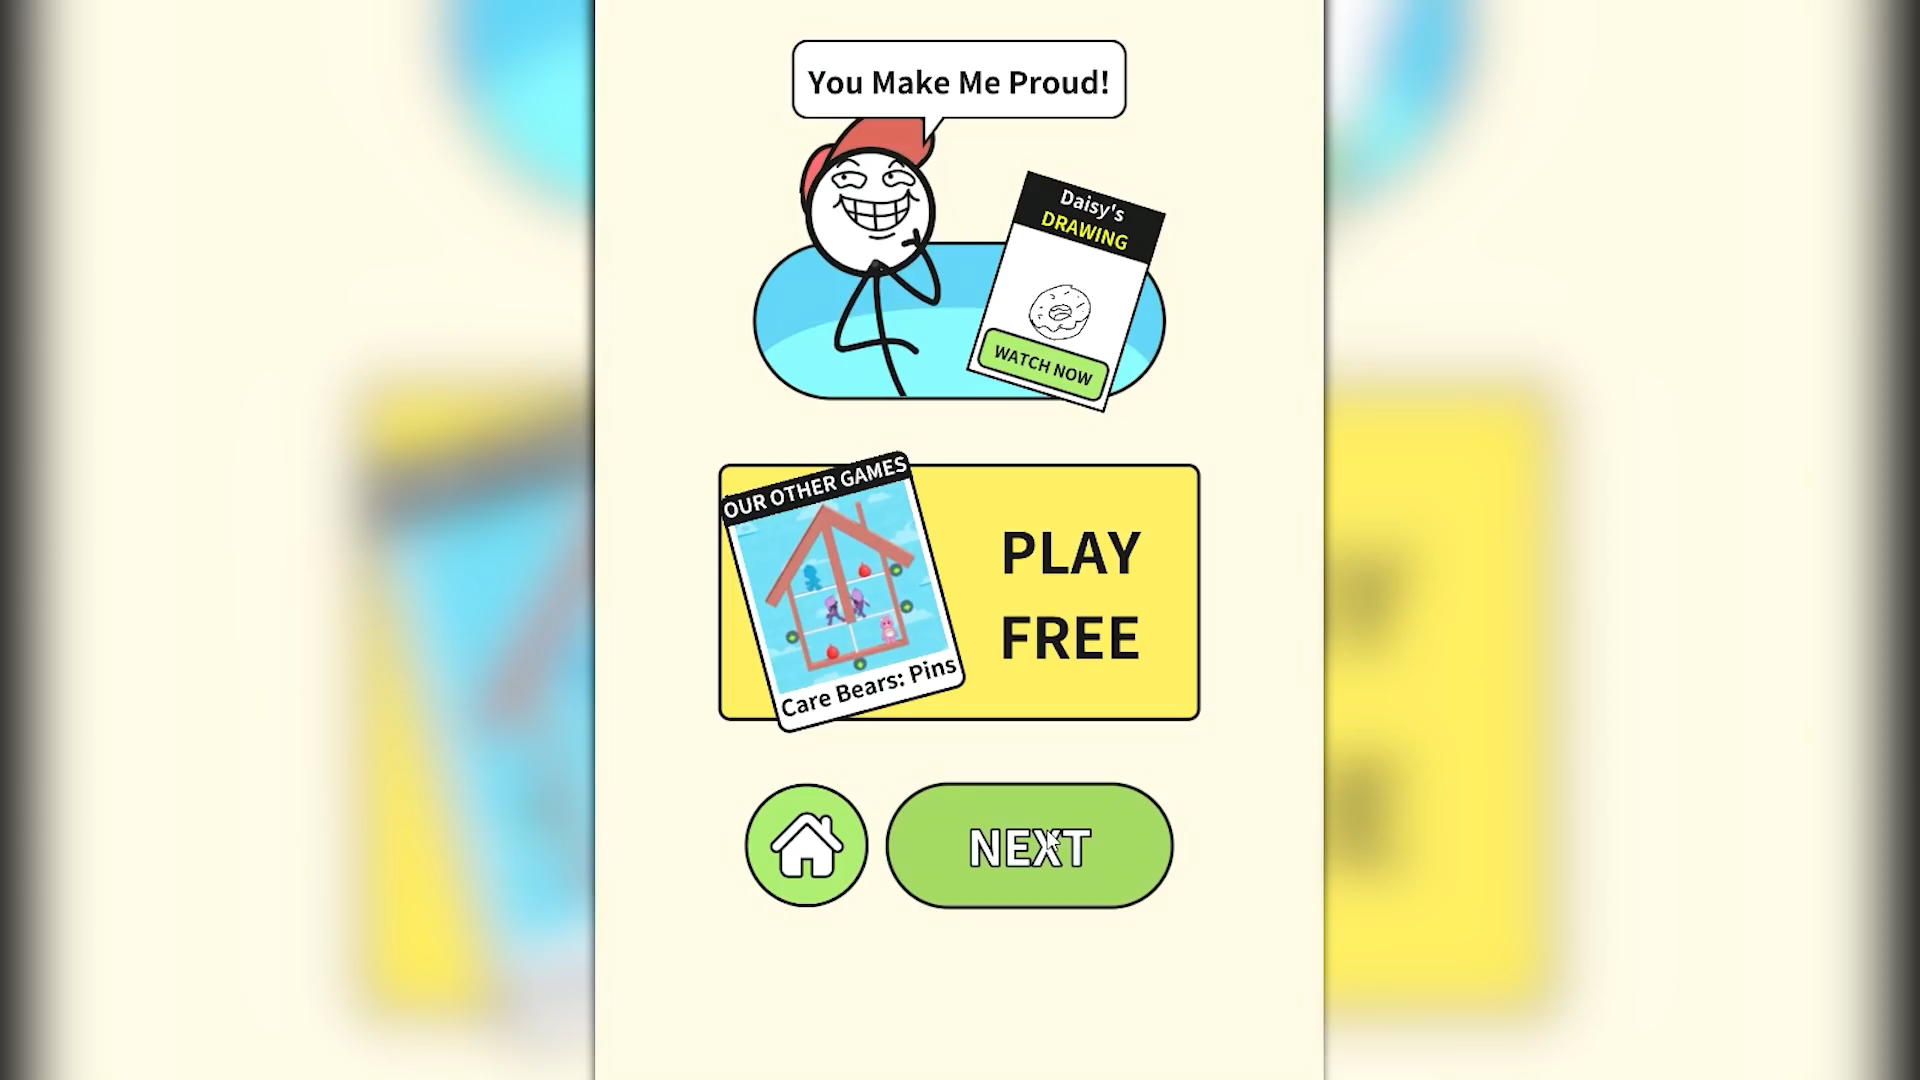 You Make Me Proud!
Daisy's
DRAWING
WATCH NOW
OUR OTHER GAMES
Care Bears: Pins
PLAY
FREE
NEXT